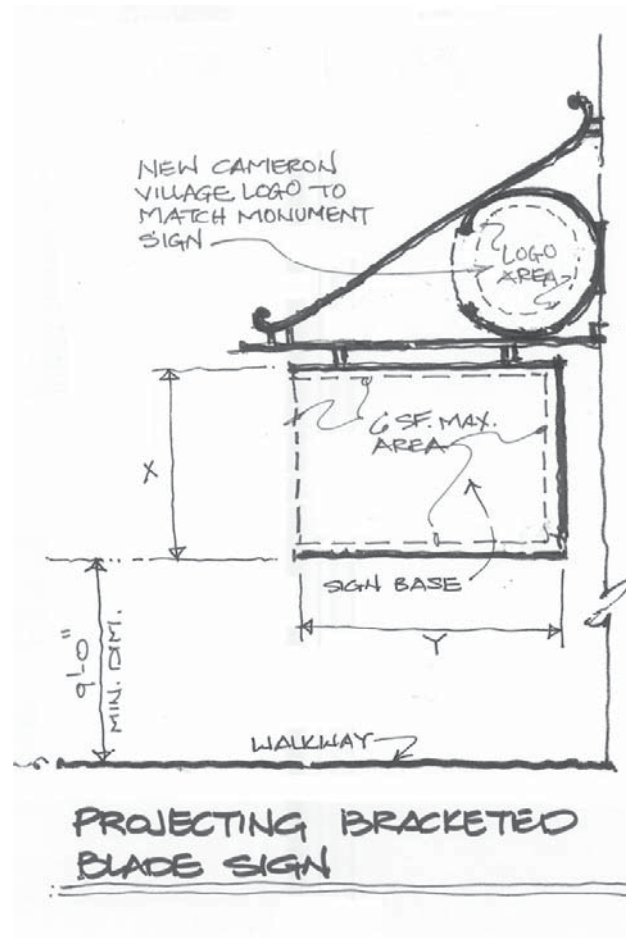 NEW CAMERON
VILLAGE LOGO TO
MATCH MONUMENT
SIGN
LOGO
AREA
6 SF. MAX.
AREA
X
SIGN BASE
Y
9'-0"
MIN. DIM.
WALKWAY
PROJECTING BRACKETED
BLADE SIGN